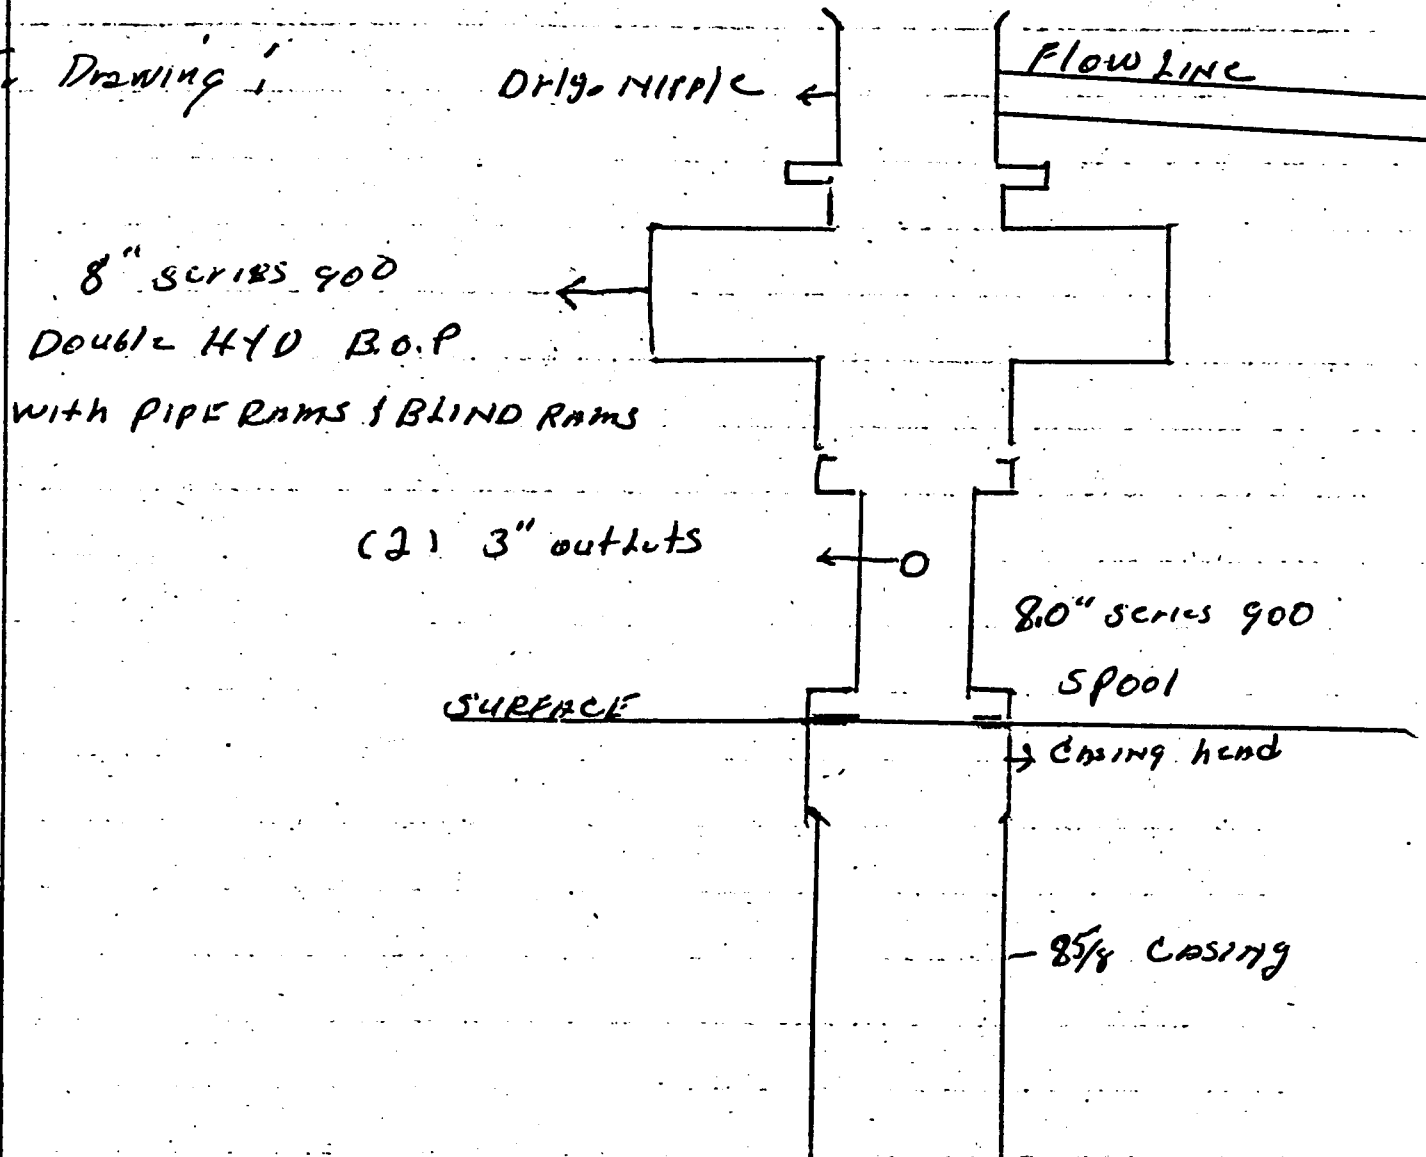 Drawing :
Drlg. Nipple
Flow Line
8" series 900
Double HYD B.O.P
with PIPE RAMS & BLIND RAMS
(2) 3" outlets
8.0" series 900
Spool
SURFACE
Casing head
8 5/8 Casing